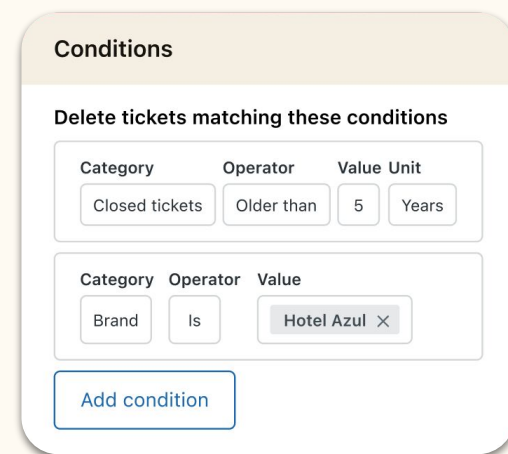 Conditions
Delete tickets matching these conditions
Category Operator Value Unit
Closed tickets Older than 5 Years
Category Operator Value
Brand Is Hotel Azul ×
Add condition